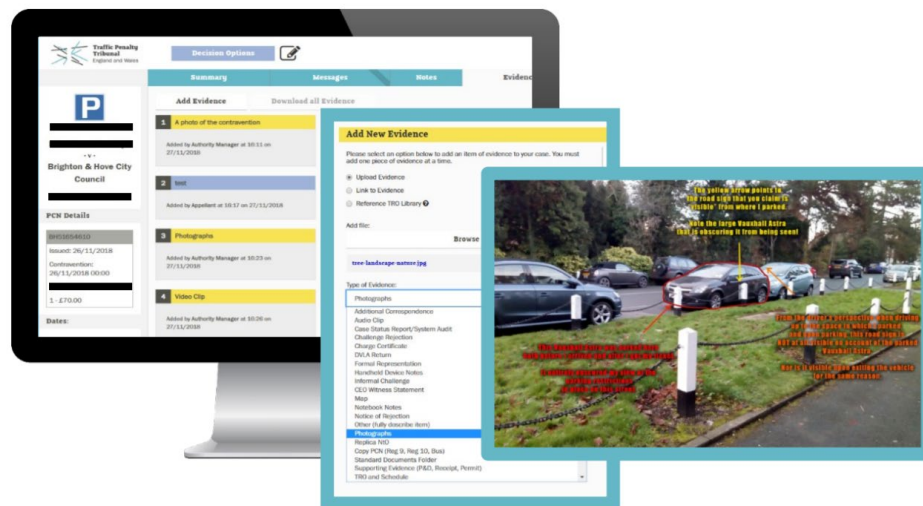 Traffic Penalty
Tribunal
England and Wales
Decision Options
Summary
Messages
Notes
Evidenc
Add Evidence
Download all Evidence
P
- v -
Brighton & Hove City
Council
PCN Details
Issued: 26/11/2018
Contravention:
26/11/2018 00:00
1 - £70.00
Dates:
1 A photo of the contravention
Added by Authority Manager at 10:11 on
27/11/2018
2 test
Added by Appellant at 10:17 on 27/11/2018
3 Photographs
Added by Authority Manager at 10:23 on
27/11/2018
4 Video Clip
Added by Authority Manager at 10:26 on
27/11/2018
Add New Evidence
Please select an option below to add an item of evidence to your case. You must
add one piece of evidence at a time.
Upload Evidence
Link to Evidence
Reference TRO Library
Add file:
Browse
tree-landscape-nature.jpg
Type of Evidence:
Photographs
Additional Correspondence
Audio Clip
Case Status Report/System Audit
Challenge Rejection
Charge Certificate
DVLA Return
Formal Representation
Handheld Device Notes
Informal Challenge
CEO Witness Statement
Map
Notebook Notes
Notice of Rejection
Other (fully describe item)
Photographs
Replica NtO
Copy PCN (Reg 9, Reg 10, Bus)
Standard Documents Folder
Supporting Evidence (P&D, Receipt, Permit)
TRO and Schedule
The yellow arrow points to
the road sign that you claim is
visible" from where I parked.
Note the large Vauxhall Astra
that is obscuring it from being seen!
From the driver's perspective when driving
up to the space in which I parked
and upon parking, this road sign is
NOT at all visible on account of the parked
Vauxhall Astra.
Nor is it visible upon exiting the vehicle
for the same reason.